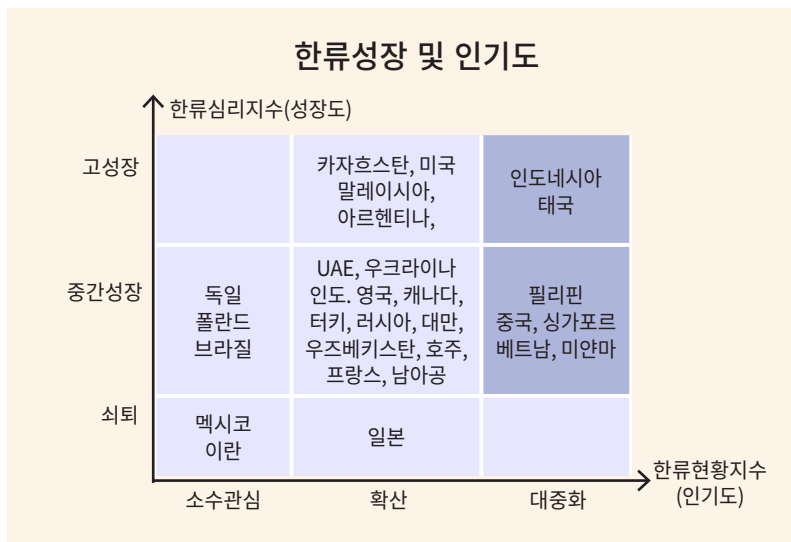 한류성장 및 인기도
한류심리지수(성장도)
고성장
카자흐스탄, 미국
말레이시아,
아르헨티나,
인도네시아
태국
중간성장
독일
폴란드
브라질
UAE, 우크라이나
인도. 영국, 캐나다,
터키, 러시아, 대만,
우즈베키스탄, 호주,
프랑스, 남아공
필리핀
중국, 싱가포르
베트남, 미얀마
쇠퇴
멕시코
이란
일본
소수관심
확산
대중화
한류현황지수
(인기도)